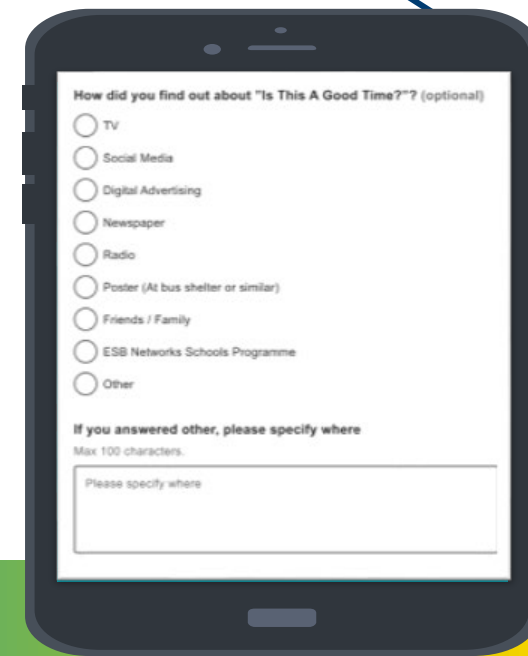 How did you find out about "Is This A Good Time?"? (optional)
TV
Social Media
Digital Advertising
Newspaper
Radio
Poster (At bus shelter or similar)
Friends / Family
ESB Networks Schools Programme
Other
If you answered other, please specify where
Max 100 characters.
Please specify where